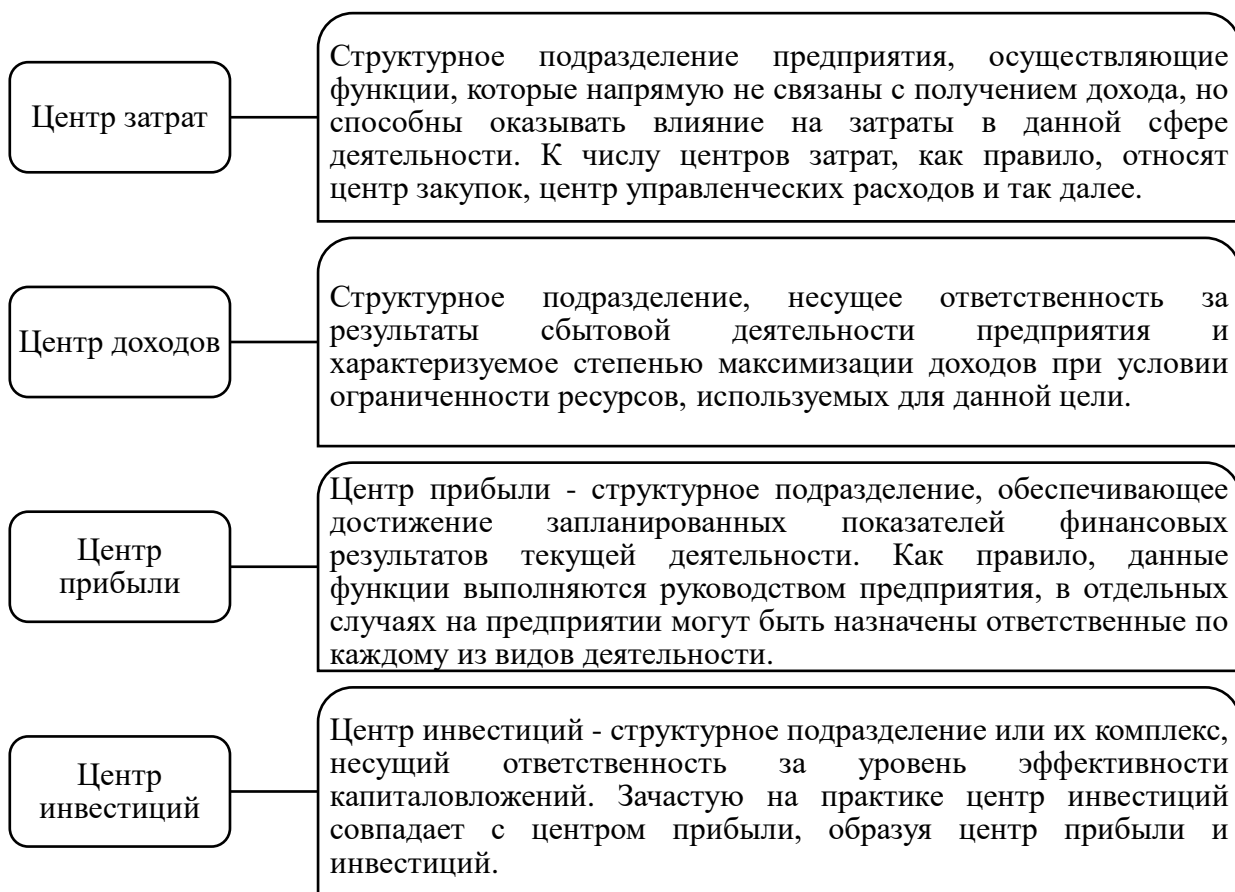 Центр затрат
Структурное подразделение предприятия, осуществляющие
функции, которые напрямую не связаны с получением дохода, но
способны оказывать влияние на затраты в данной сфере
деятельности. К числу центров затрат, как правило, относят
центр закупок, центр управленческих расходов и так далее.
Центр доходов
Структурное подразделение, несущее ответственность за
результаты сбытовой деятельности предприятия и
характеризуемое степенью максимизации доходов при условии
ограниченности ресурсов, используемых для данной цели.
Центр
прибыли
Центр прибыли - структурное подразделение, обеспечивающее
достижение запланированных показателей финансовых
результатов текущей деятельности. Как правило, данные
функции выполняются руководством предприятия, в отдельных
случаях на предприятии могут быть назначены ответственные по
каждому из видов деятельности.
Центр
инвестиций
Центр инвестиций - структурное подразделение или их комплекс,
несущий ответственность за уровень эффективности
капиталовложений. Зачастую на практике центр инвестиций
совпадает с центром прибыли, образуя центр прибыли и
инвестиций.